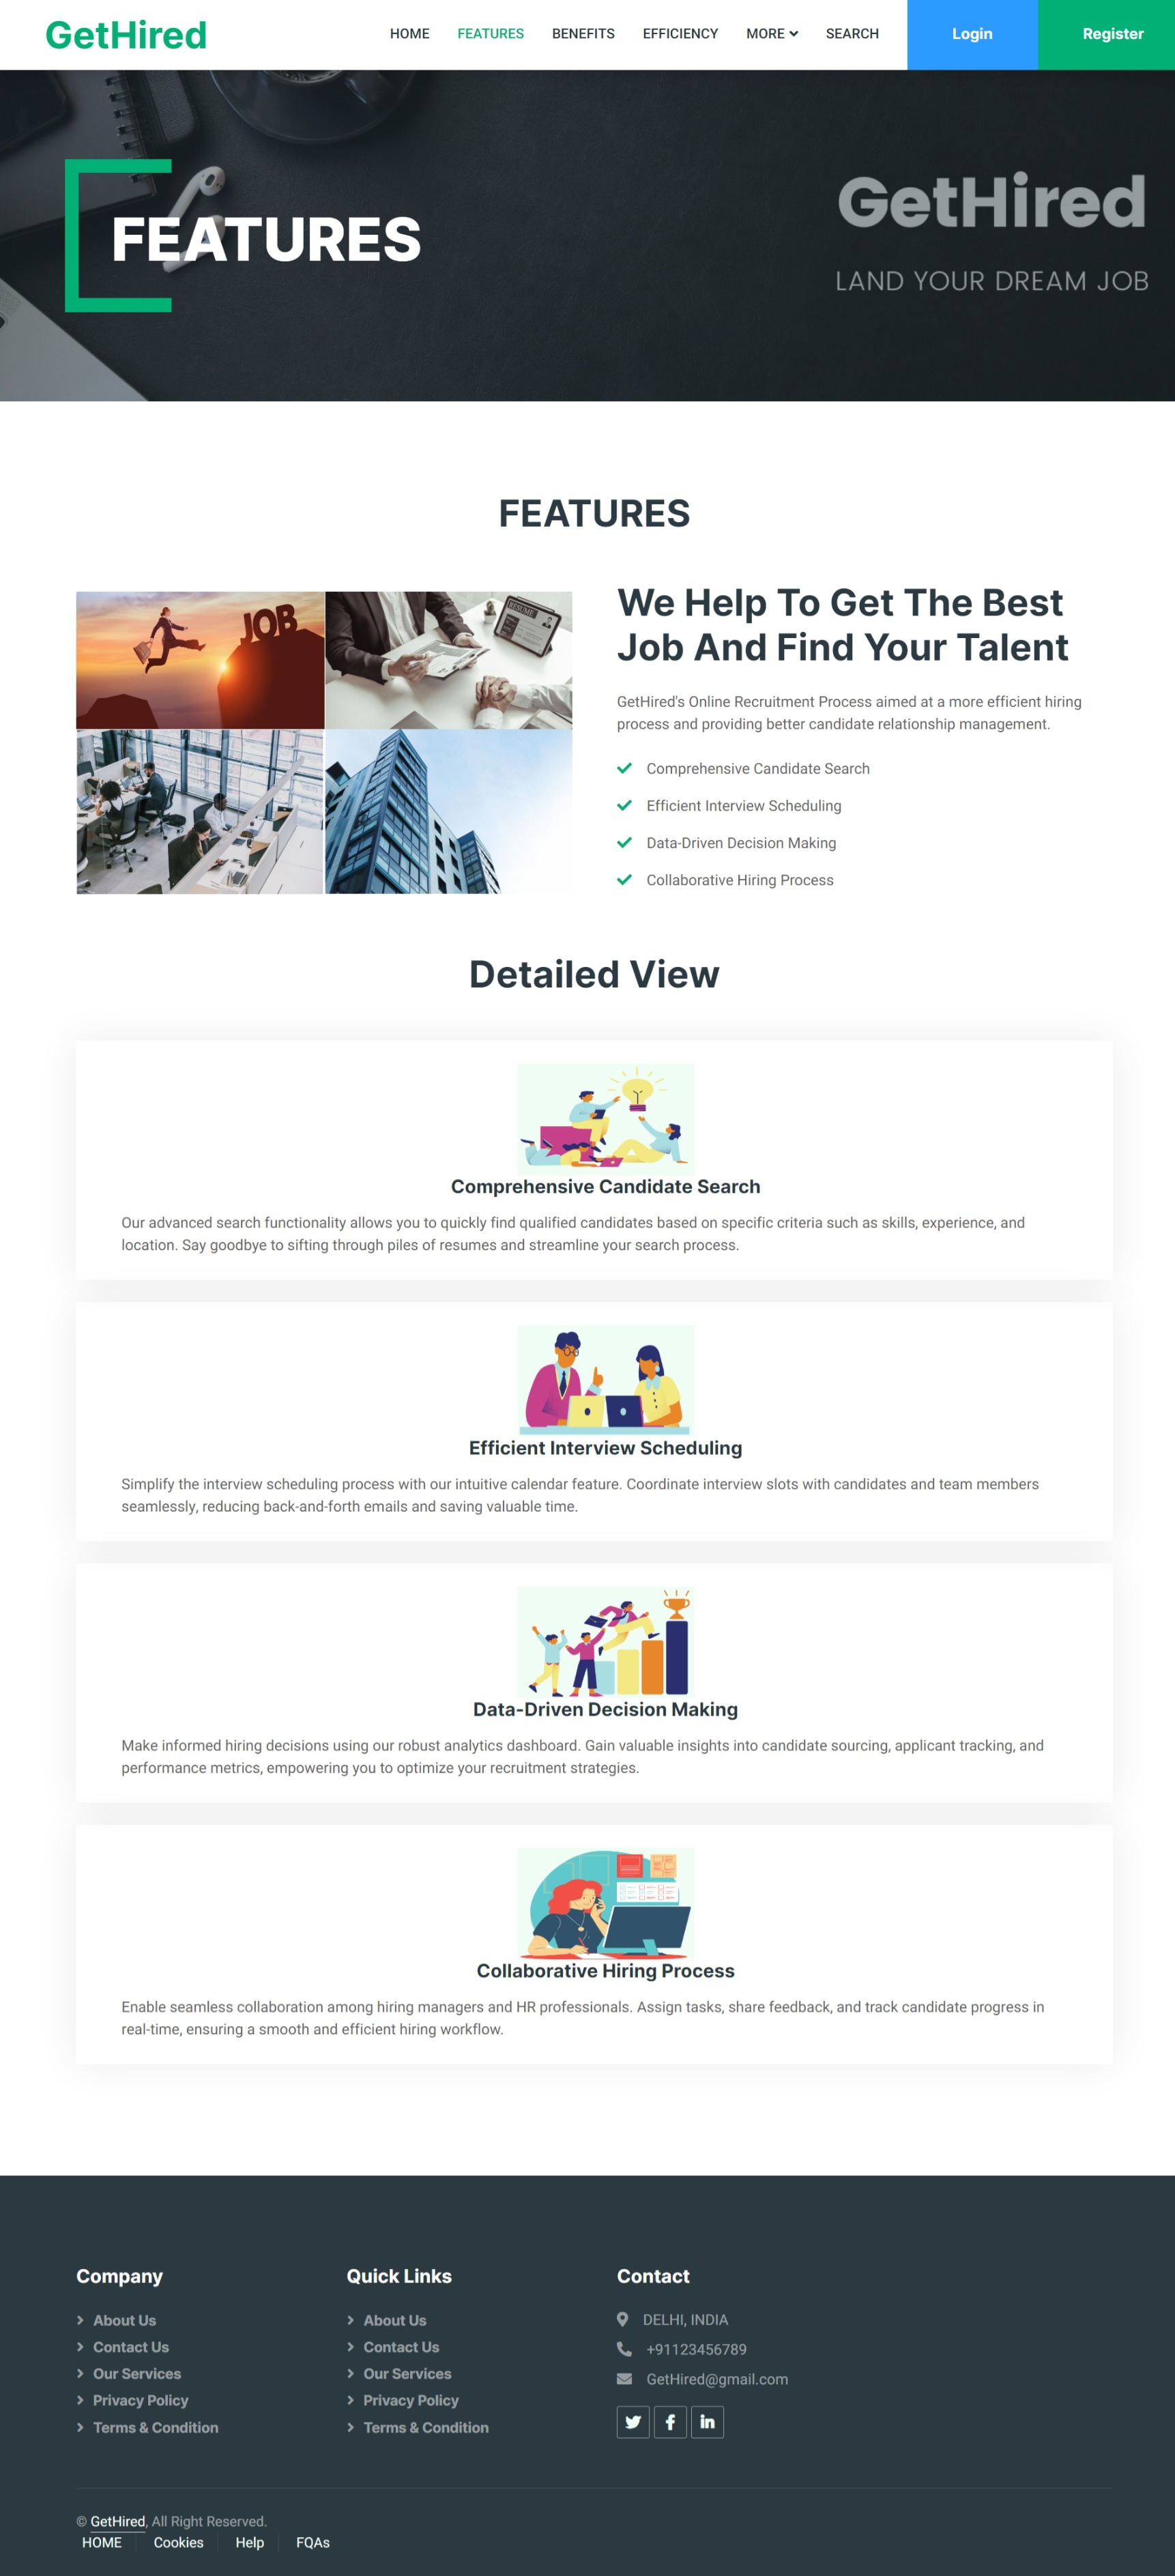 GetHired
HOME
FEATURES
BENEFITS
EFFICIENCY
MORE
SEARCH
Login
Register
FEATURES
GetHired
LAND YOUR DREAM JOB
FEATURES
JOB
RESUME
We Help To Get The Best
Job And Find Your Talent
GetHired's Online Recruitment Process aimed at a more efficient hiring
process and providing better candidate relationship management.
Comprehensive Candidate Search
Efficient Interview Scheduling
Data-Driven Decision Making
Collaborative Hiring Process
Detailed View
Comprehensive Candidate Search
Our advanced search functionality allows you to quickly find qualified candidates based on specific criteria such as skills, experience, and
location. Say goodbye to sifting through piles of resumes and streamline your search process.
Efficient Interview Scheduling
Simplify the interview scheduling process with our intuitive calendar feature. Coordinate interview slots with candidates and team members
seamlessly, reducing back-and-forth emails and saving valuable time.
Data-Driven Decision Making
Make informed hiring decisions using our robust analytics dashboard. Gain valuable insights into candidate sourcing, applicant tracking, and
performance metrics, empowering you to optimize your recruitment strategies.
Collaborative Hiring Process
Enable seamless collaboration among hiring managers and HR professionals. Assign tasks, share feedback, and track candidate progress in
real-time, ensuring a smooth and efficient hiring workflow.
Company
About Us
Contact Us
Our Services
Privacy Policy
Terms & Condition
Quick Links
About Us
Contact Us
Our Services
Privacy Policy
Terms & Condition
Contact
DELHI, INDIA
+91123456789
GetHired@gmail.com
© GetHired, All Right Reserved.
HOME
Cookies
Help
FQAs